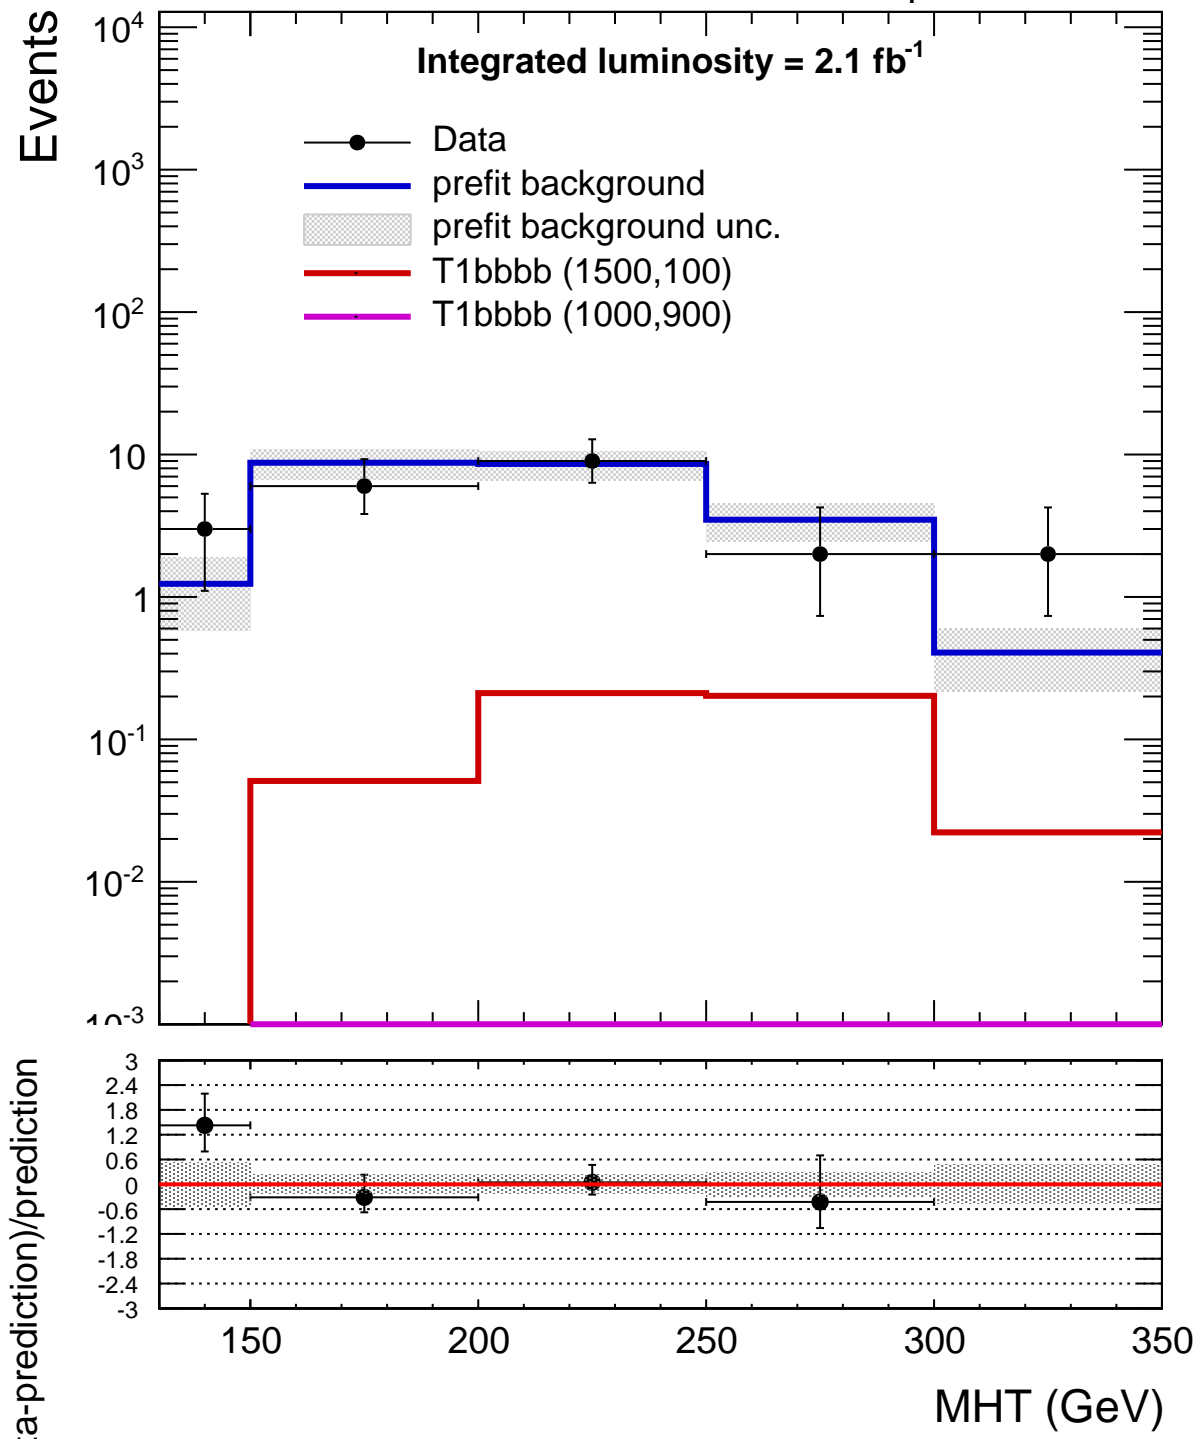 Events
10^4
10^3
10^2
10
1
10^-1
10^-2
10^-3
Integrated luminosity = 2.1 fb^-1
Data
prefit background
prefit background unc.
T1bbbb (1500,100)
T1bbbb (1000,900)
ta-prediction)/prediction
3
2.4
1.8
1.2
0.6
0
-0.6
-1.2
-1.8
-2.4
-3
150 200 250 300 350
MHT (GeV)